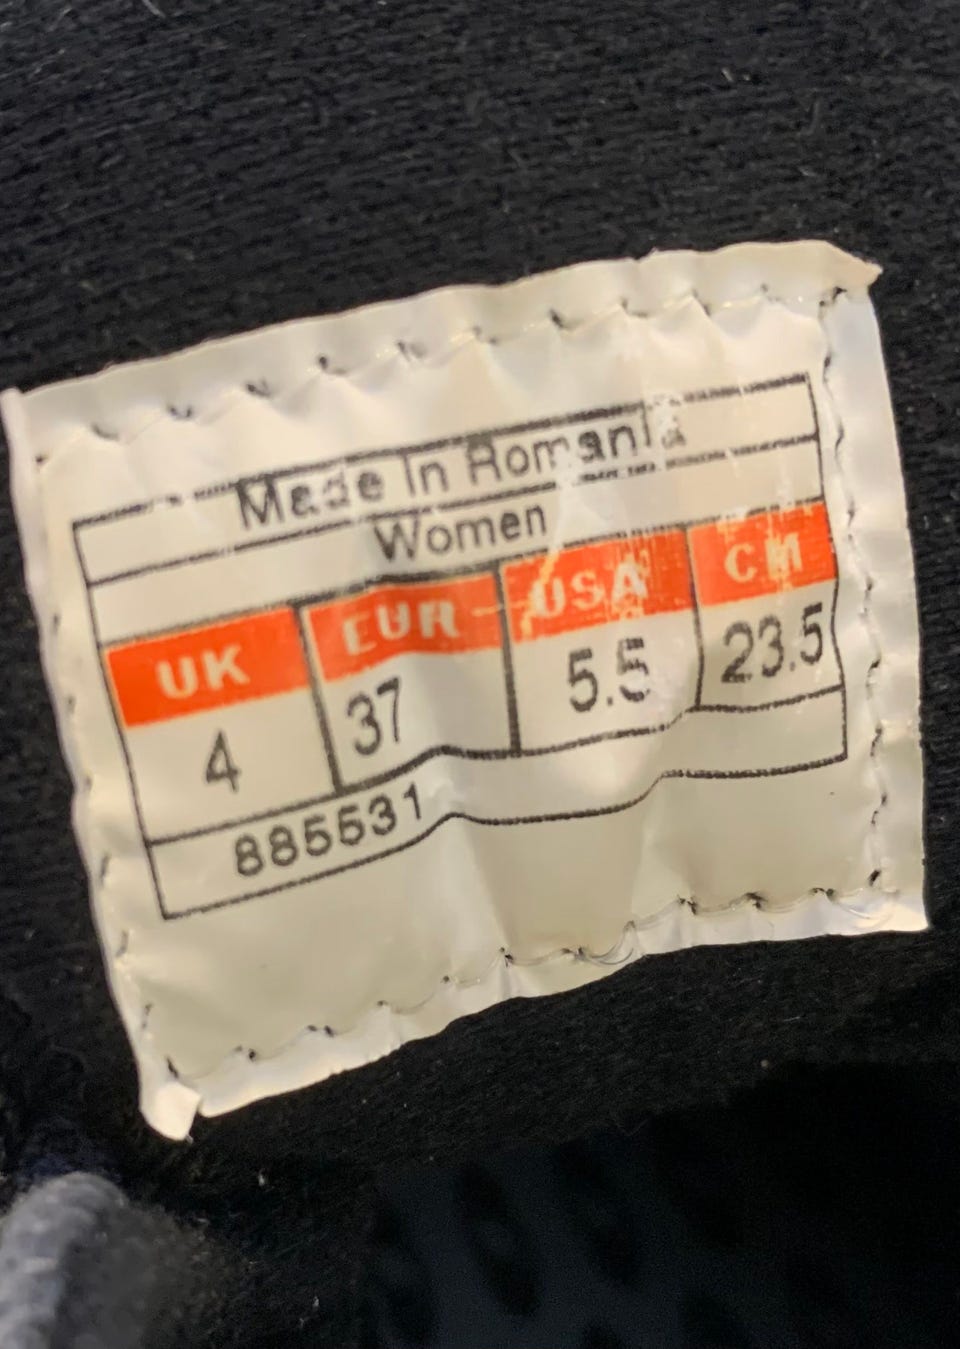 Made In Romania
Women
UK EUR USA CM
4 37 5.5 23.5
885531